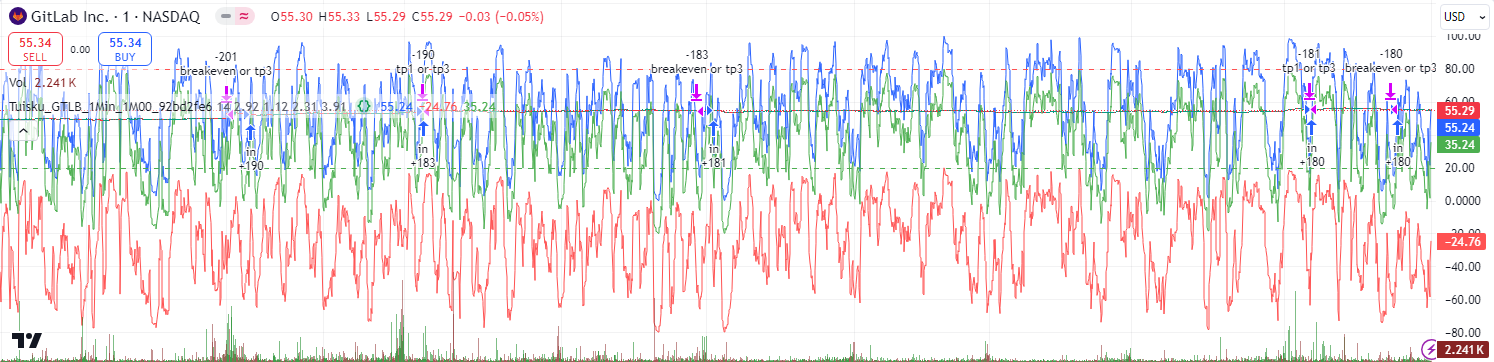 GitLab Inc. · 1 · NASDAQ O55.30 H55.33 L55.29 C55.29 −0.03 (−0.05%)
USD
55.34
SELL
0.00
55.34
BUY
Vol 2.241 K
Tuisku_GTLB_1Min_1M00_92bd2fe6 14 2.92 1.12 2.31 3.91 55.24 −24.76 35.24
-201
breakeven or tp3
in
+190
-190
tp1 or tp3
in
+183
-183
breakeven or tp3
in
+181
-181
tp1 or tp3
in
+180
-180
breakeven or tp3
in
+180
100.00
80.00
60.00
55.29
55.24
35.24
20.00
0.0000
−20.00
−24.76
−40.00
−60.00
−80.00
2.241 K